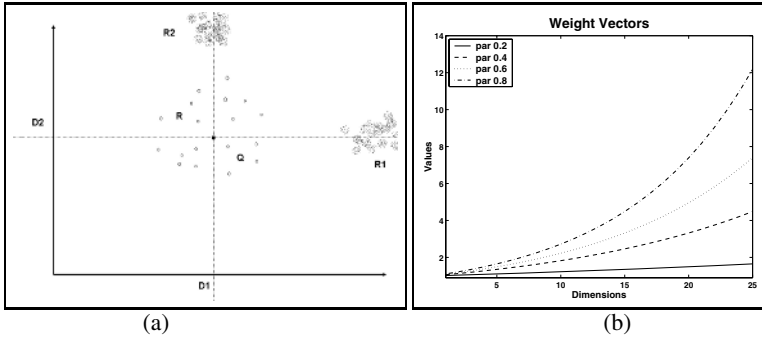 R2
R
D2
Q
R1
D1
(a)
Weight Vectors
14
12
10
8
6
4
2
Values
par 0.2
par 0.4
par 0.6
par 0.8
5
10
15
20
25
Dimensions
(b)